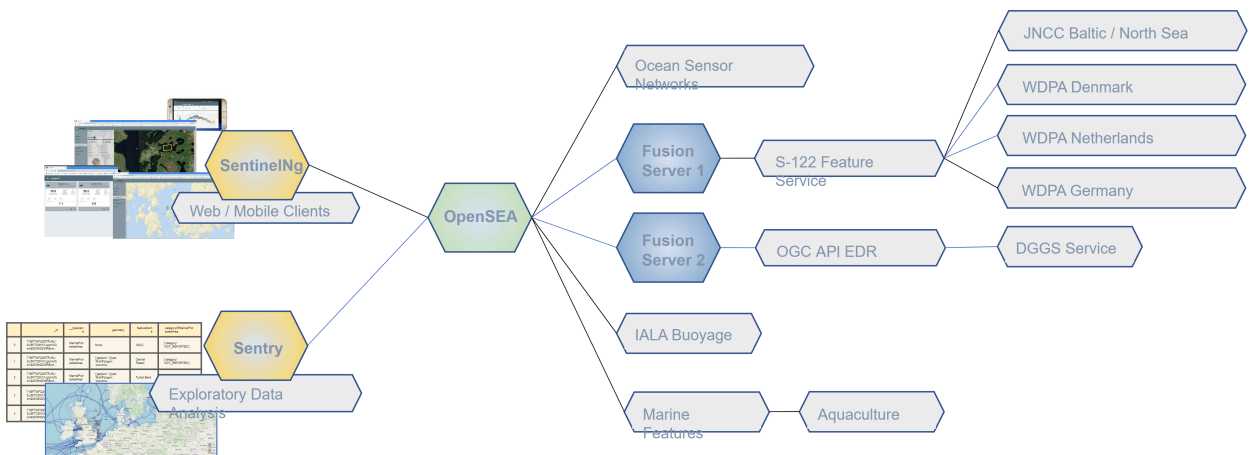 JNCC Baltic / North Sea
Ocean Sensor
Networks
WDPA Denmark
WDPA Netherlands
Fusion
Server 1
S-122 Feature
Service
SentinelNg
WDPA Germany
Web / Mobile Clients
OpenSEA
Fusion
Server 2
OGC API EDR
DGGS Service
IALA Buoyage
Sentry
Exploratory Data
Analysis
Marine
Features
Aquaculture